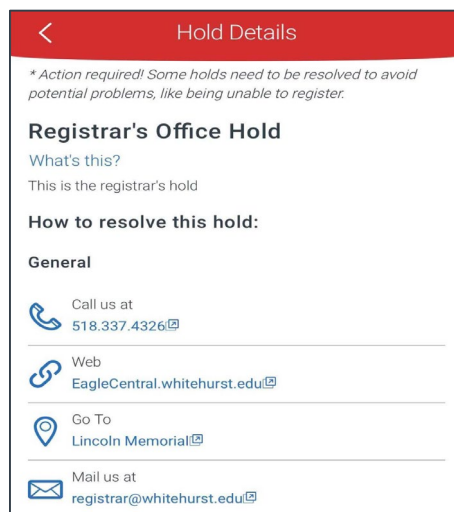 Hold Details
* Action required! Some holds need to be resolved to avoid
potential problems, like being unable to register.
Registrar's Office Hold
What's this?
This is the registrar's hold
How to resolve this hold:
General
Call us at
518.337.4326
Web
EagleCentral.whitehurst.edu
Go To
Lincoln Memorial
Mail us at
registrar@whitehurst.edu